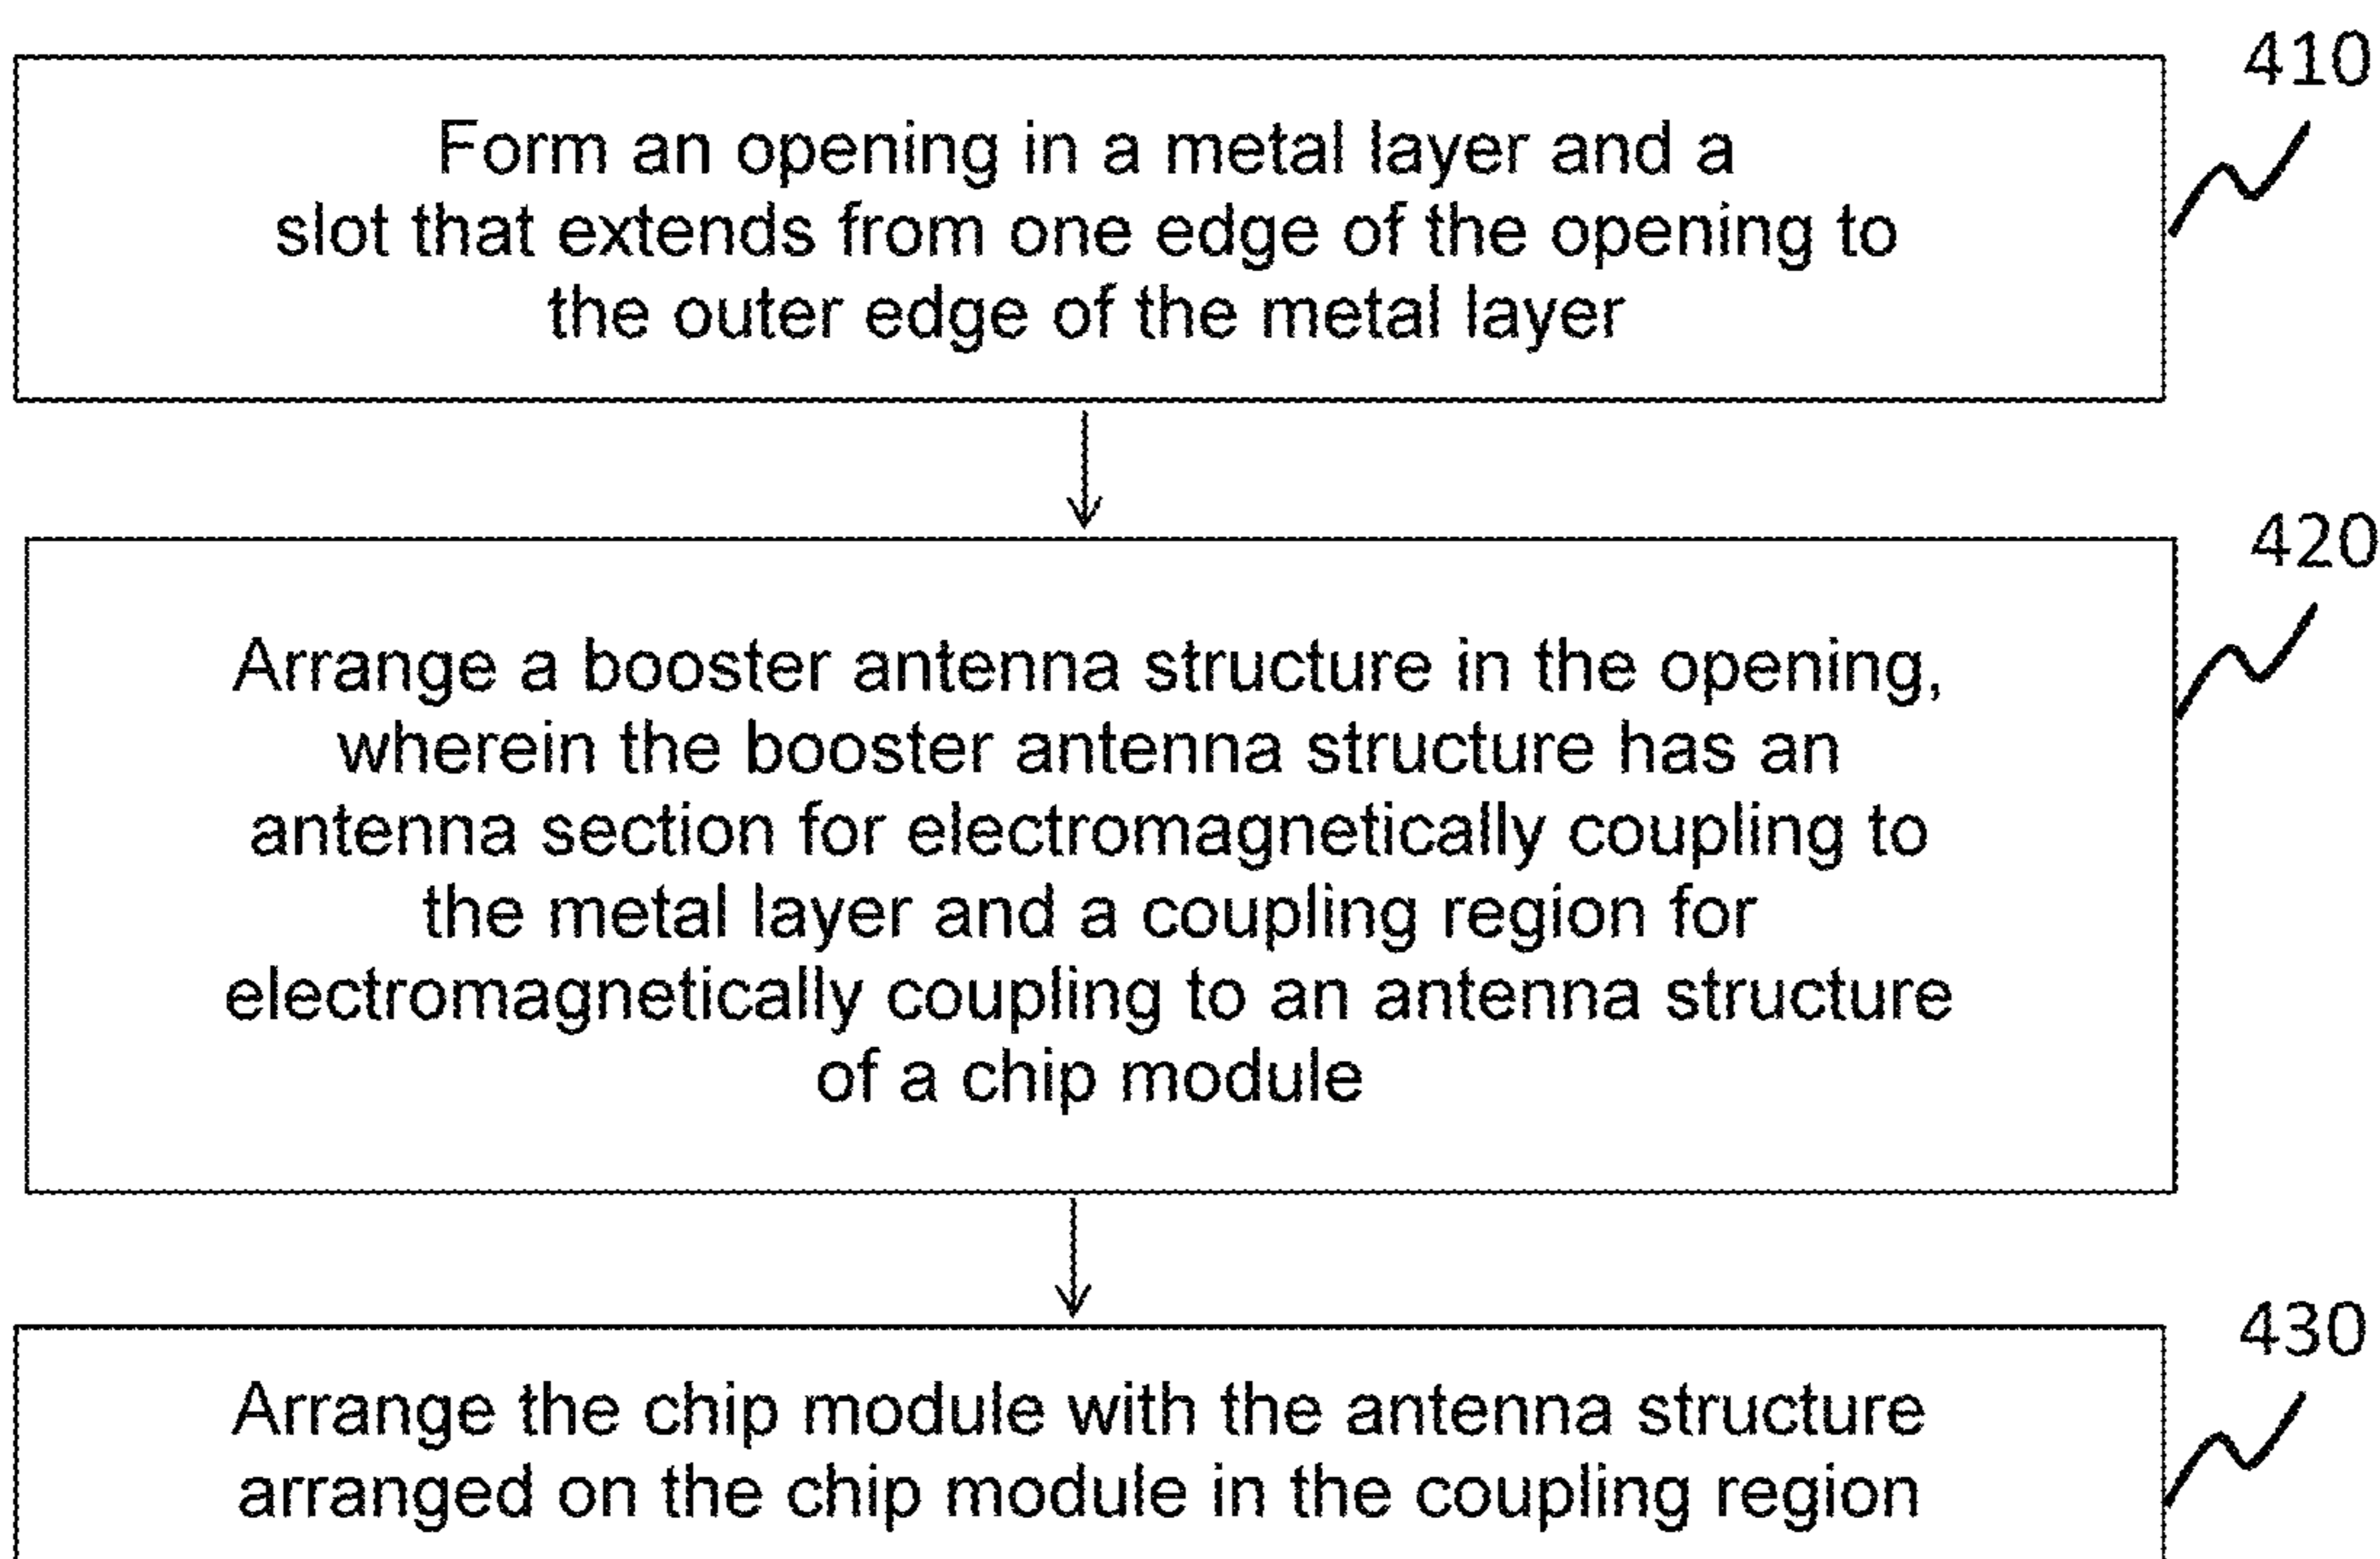 410
Form an opening in a metal layer and a
slot that extends from one edge of the opening to
the outer edge of the metal layer
420
Arrange a booster antenna structure in the opening,
wherein the booster antenna structure has an
antenna section for electromagnetically coupling to
the metal layer and a coupling region for
electromagnetically coupling to an antenna structure
of a chip module
430
Arrange the chip module with the antenna structure
arranged on the chip module in the coupling region